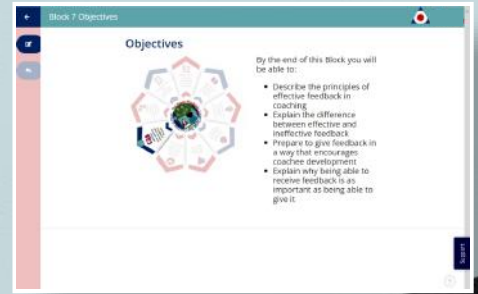 Block 7 Objectives
Objectives
By the end of this Block you will
be able to:
• Describe the principles of
effective feedback in
coaching
• Explain the difference
between effective and
ineffective feedback
• Prepare to give feedback in
a way that encourages
coachee development
• Explain why being able to
receive feedback is as
important as being able to
give it
Support